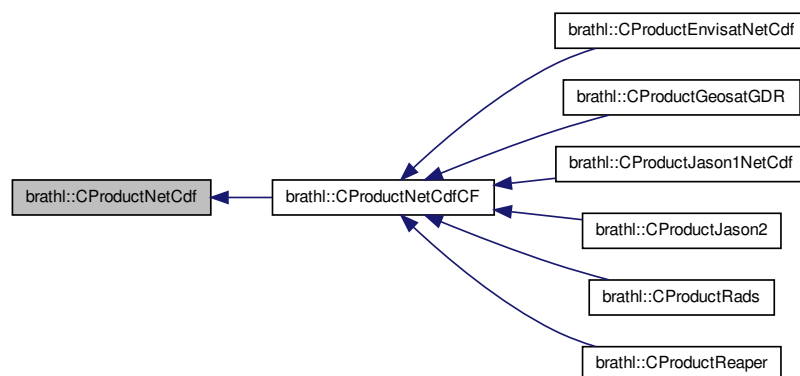 brathl::CProductEnvisatNetCdf
brathl::CProductGeosatGDR
brathl::CProductJason1NetCdf
brathl::CProductNetCdf
brathl::CProductNetCdfCF
brathl::CProductJason2
brathl::CProductRads
brathl::CProductReaper